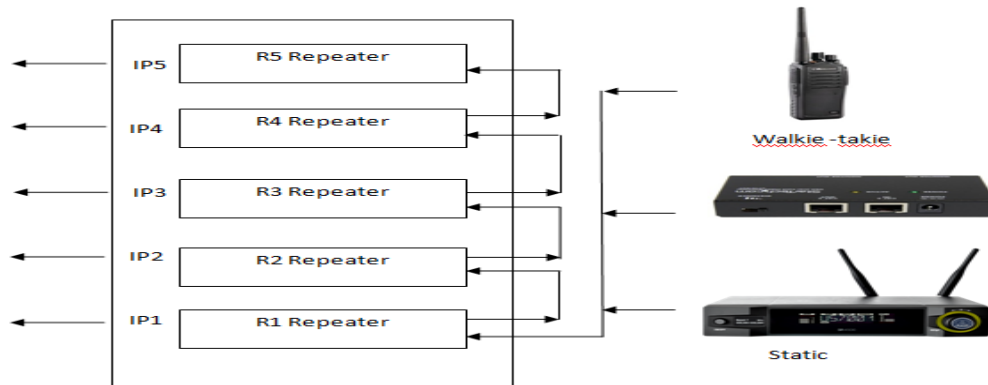 IP5 R5 Repeater
IP4 R4 Repeater
IP3 R3 Repeater
IP2 R2 Repeater
IP1 R1 Repeater
Walkie -takie
Static